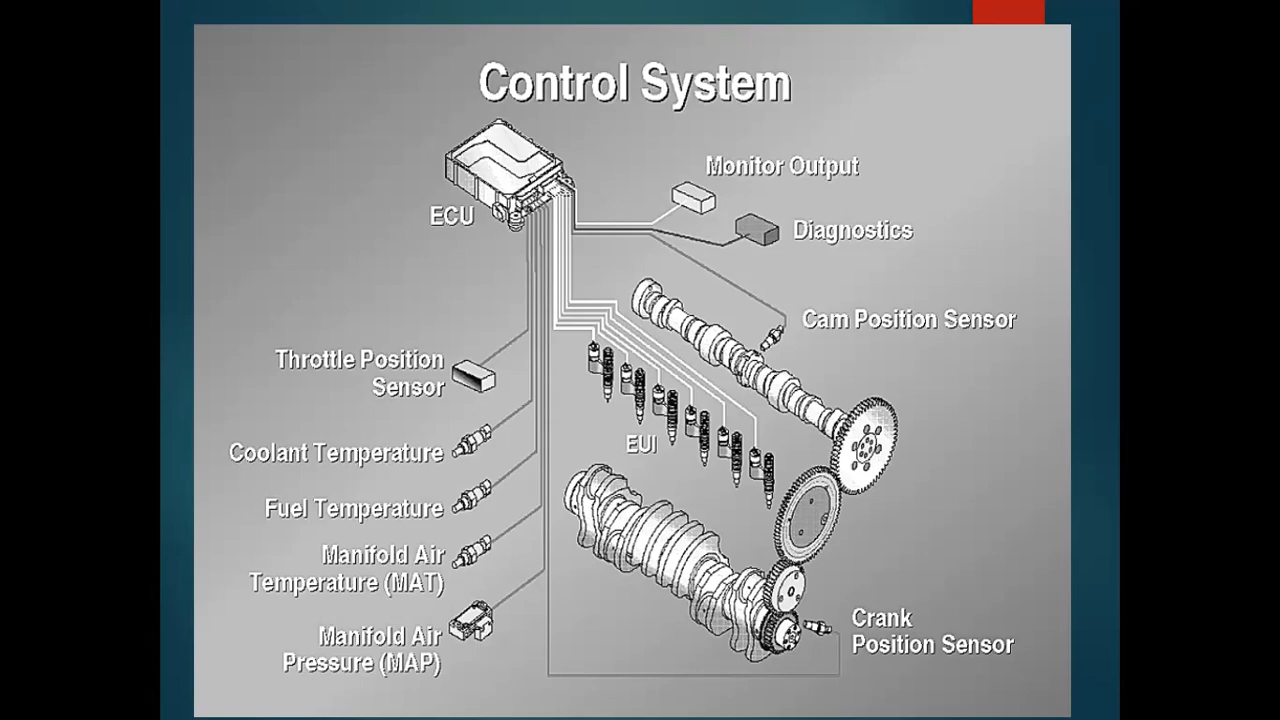 Control System
Monitor Output
ECU
Diagnostics
Cam Position Sensor
Throttle Position
Sensor
Coolant Temperature
EUI
Fuel Temperature
Manifold Air
Temperature (MAT)
Crank
Position Sensor
Manifold Air
Pressure (MAP)